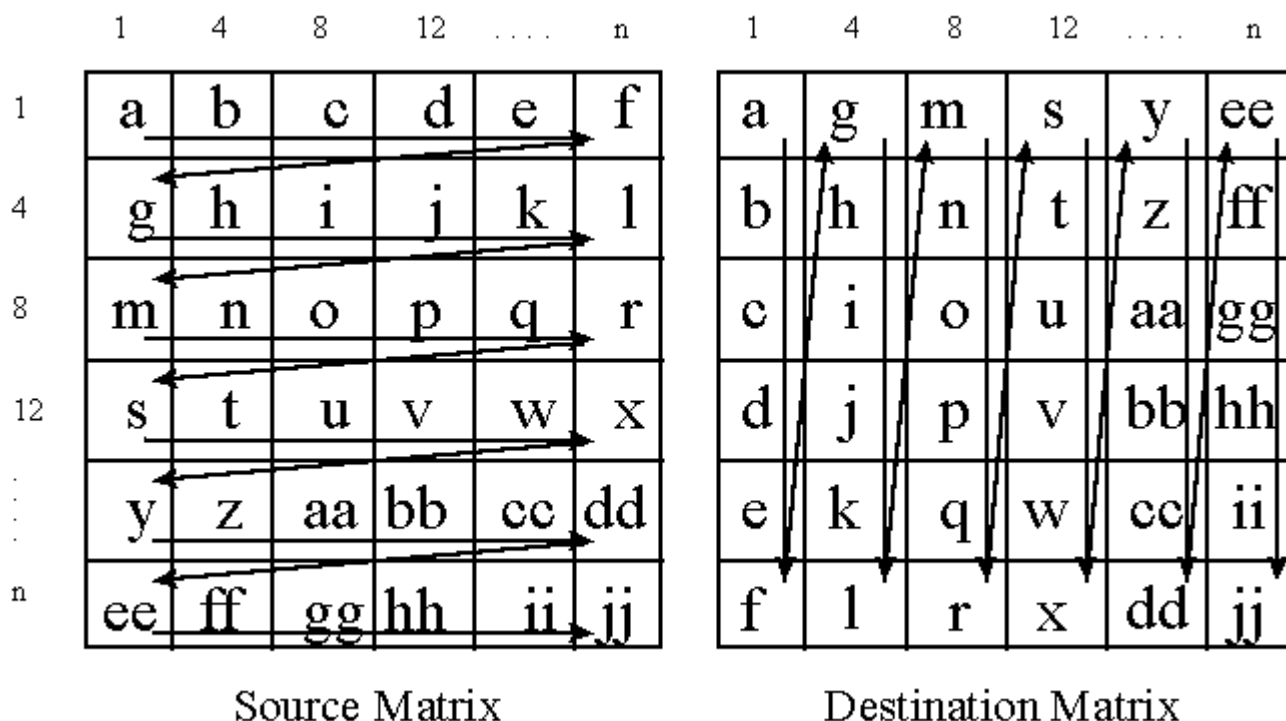 1 4 8 12 .... n 1 4 8 12 .... n
1 a b c d e f a g m s y ee
4 g h i j k l b h n t z ff
8 m n o p q r c i o u aa gg
12 s t u v w x d j p v bb hh
.... y z aa bb cc dd e k q w cc ii
n ee ff gg hh ii jj f l r x dd jj
Source Matrix Destination Matrix